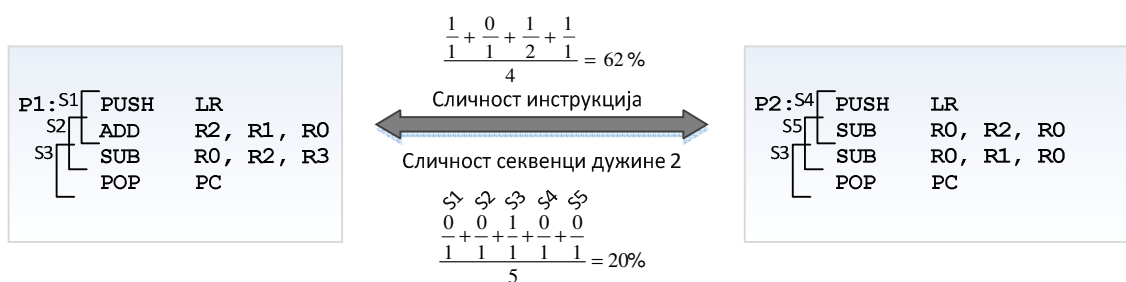 1/1 + 0/1 + 1/2 + 1/1
4
= 62 %
Сличност инструкција
Сличност секвенци дужине 2
S1 S2 S3 S4 S5
0/1 + 0/1 + 1/1 + 0/1 + 0/1
5
= 20%
P1: S1 PUSH LR
S2 ADD R2, R1, R0
S3 SUB R0, R2, R3
POP PC
P2: S4 PUSH LR
S5 SUB R0, R2, R0
S3 SUB R0, R1, R0
POP PC